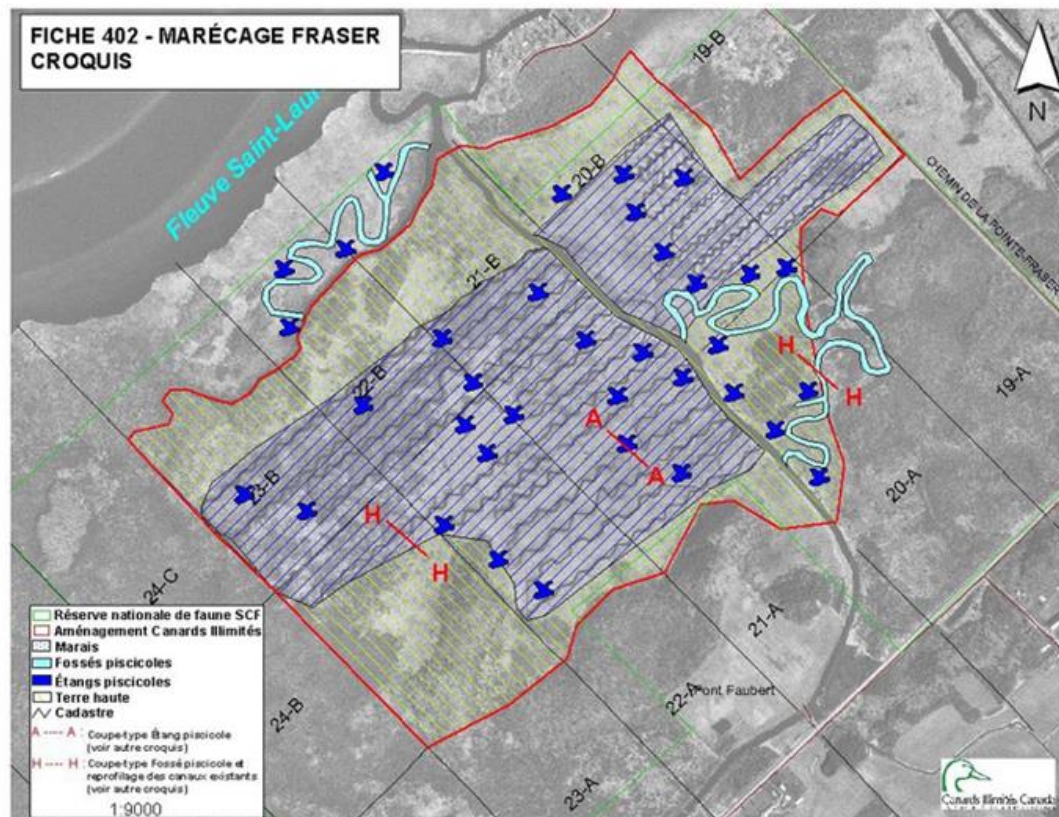 FICHE 402 - MARÉCAGE FRASER
CROQUIS
N
Fleuve Saint-Laur
19-B
20-B
21-B
22-B
23-B
24-C
24-B
23-A
22-A
21-A
20-A
19-A
CHEMIN DE LA POINTE-FRASER
Pont Faubert
H
H
A
A
H
H
Réserve nationale de faune SCF
Aménagement Canards Illimités
Marais
Fossés piscicoles
Étangs piscicoles
Terre haute
Cadastre
A ---- A : Coupe-type Étang piscicole
(voir autre croquis)
H ---- H : Coupe-type Fossé piscicole et
reprofilage des canaux existants
(voir autre croquis)
1:9000
Canards Illimités Canada